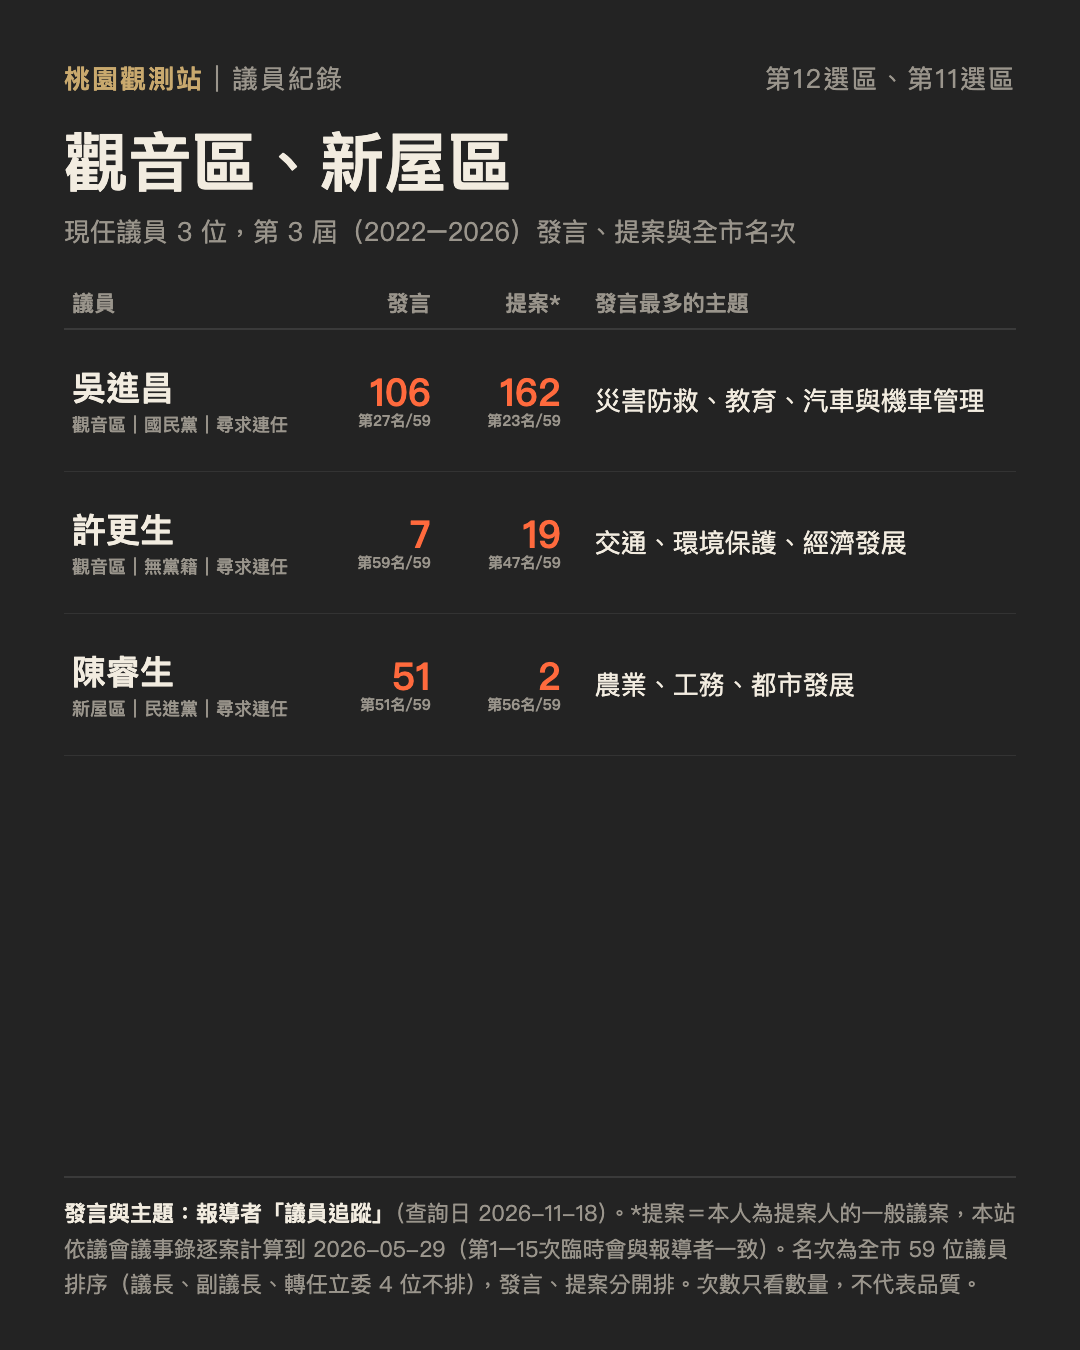 桃園觀測站｜議員紀錄
第12選區、第11選區
觀音區、新屋區
現任議員 3 位，第 3 屆（2022—2026）發言、提案與全市名次
議員 發言 提案* 發言最多的主題
吳進昌 106 162 災害防救、教育、汽車與機車管理
觀音區｜國民黨｜尋求連任 第27名/59 第23名/59
許更生 7 19 交通、環境保護、經濟發展
觀音區｜無黨籍｜尋求連任 第59名/59 第47名/59
陳睿生 51 2 農業、工務、都市發展
新屋區｜民進黨｜尋求連任 第51名/59 第56名/59
發言與主題：報導者「議員追蹤」（查詢日 2026–11–18）。*提案＝本人為提案人的一般議案，本站
依議會議事錄逐案計算到 2026–05–29（第1—15次臨時會與報導者一致）。名次為全市 59 位議員
排序（議長、副議長、轉任立委 4 位不排），發言、提案分開排。次數只看數量，不代表品質。